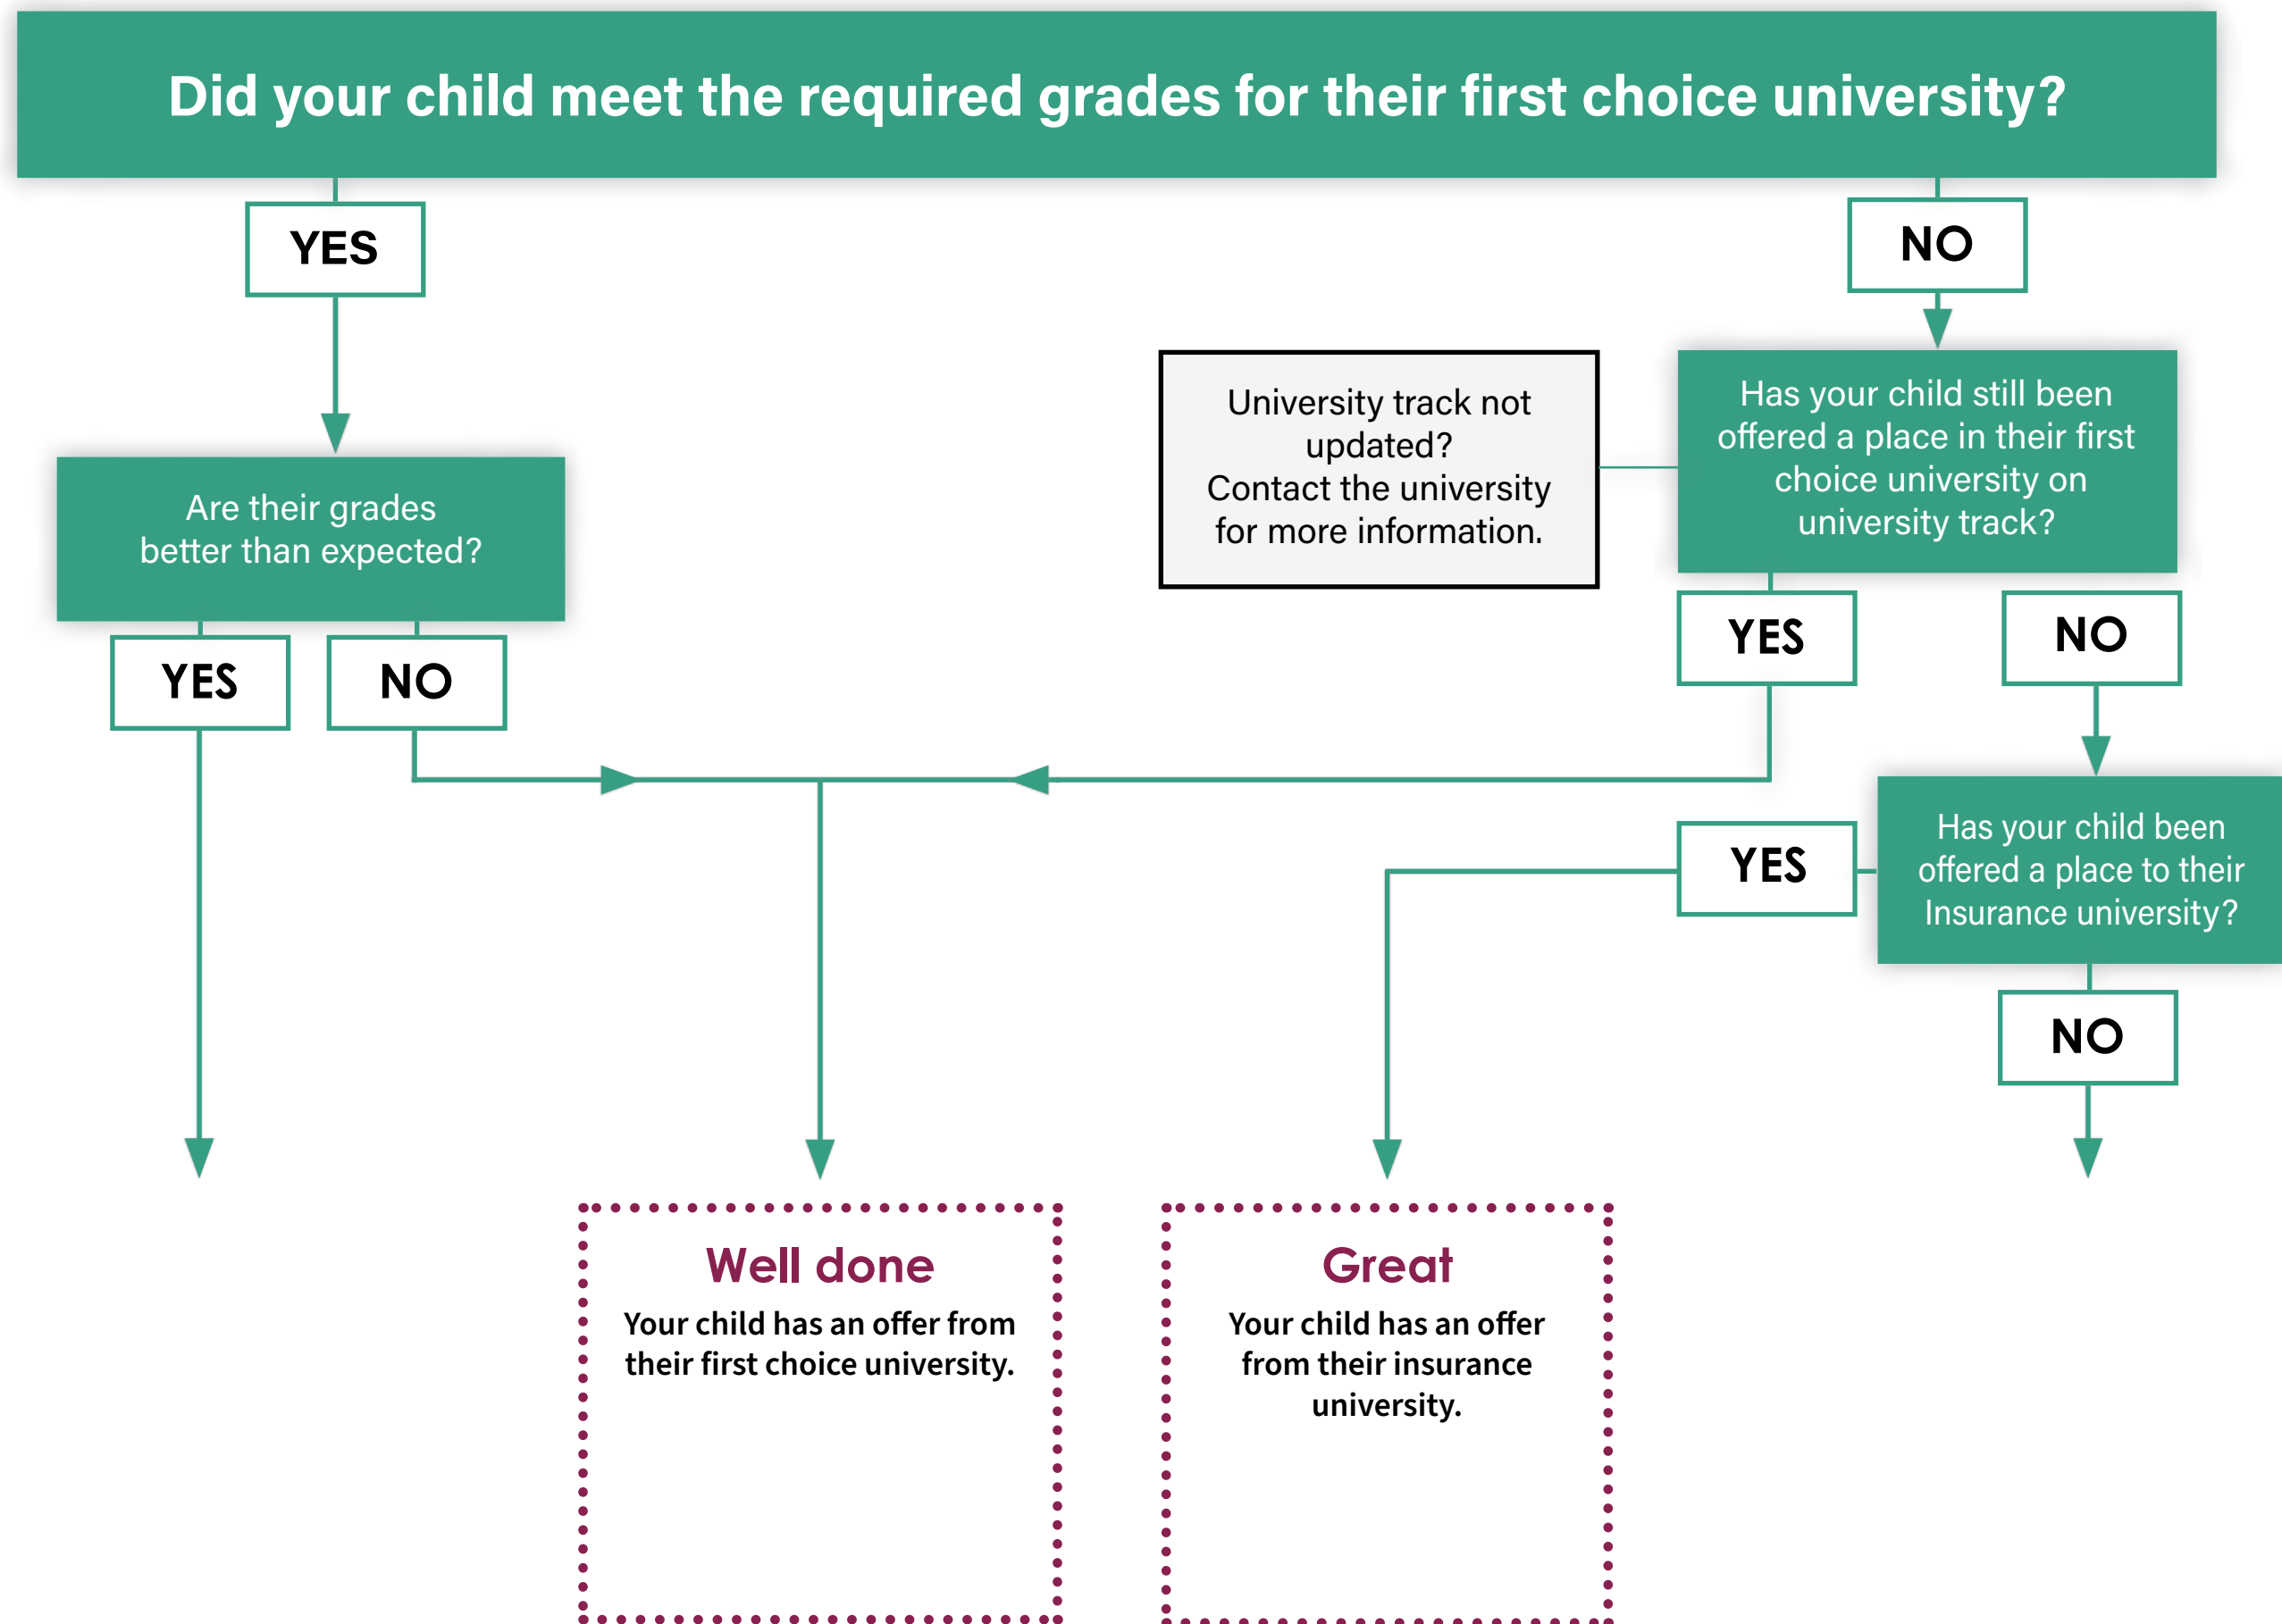 Did your child meet the required grades for their first choice university?
YES
NO
University track not
updated?
Contact the university
for more information.
Has your child still been
offered a place in their first
choice university on
university track?
Are their grades
better than expected?
YES
NO
YES
NO
YES
Has your child been
offered a place to their
Insurance university?
NO
Well done
Your child has an offer from
their first choice university.
Great
Your child has an offer
from their insurance
university.